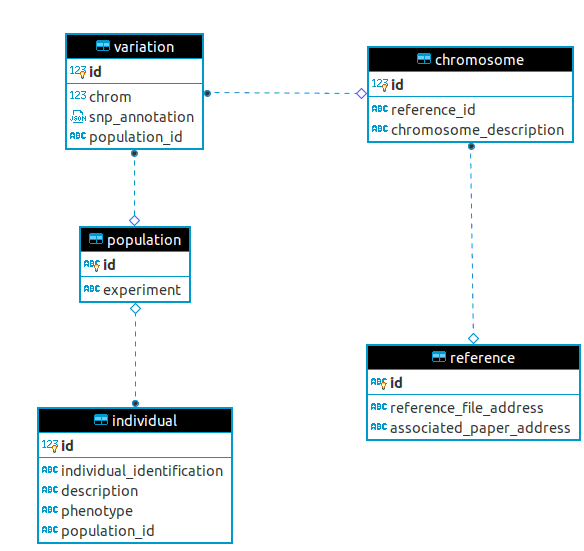 variation
123 id
123 chrom
JSON snp_annotation
ABC population_id
chromosome
123 id
ABC reference_id
ABC chromosome_description
population
ABC id
ABC experiment
reference
ABC id
ABC reference_file_address
ABC associated_paper_address
individual
123 id
ABC individual_identification
ABC description
ABC phenotype
ABC population_id